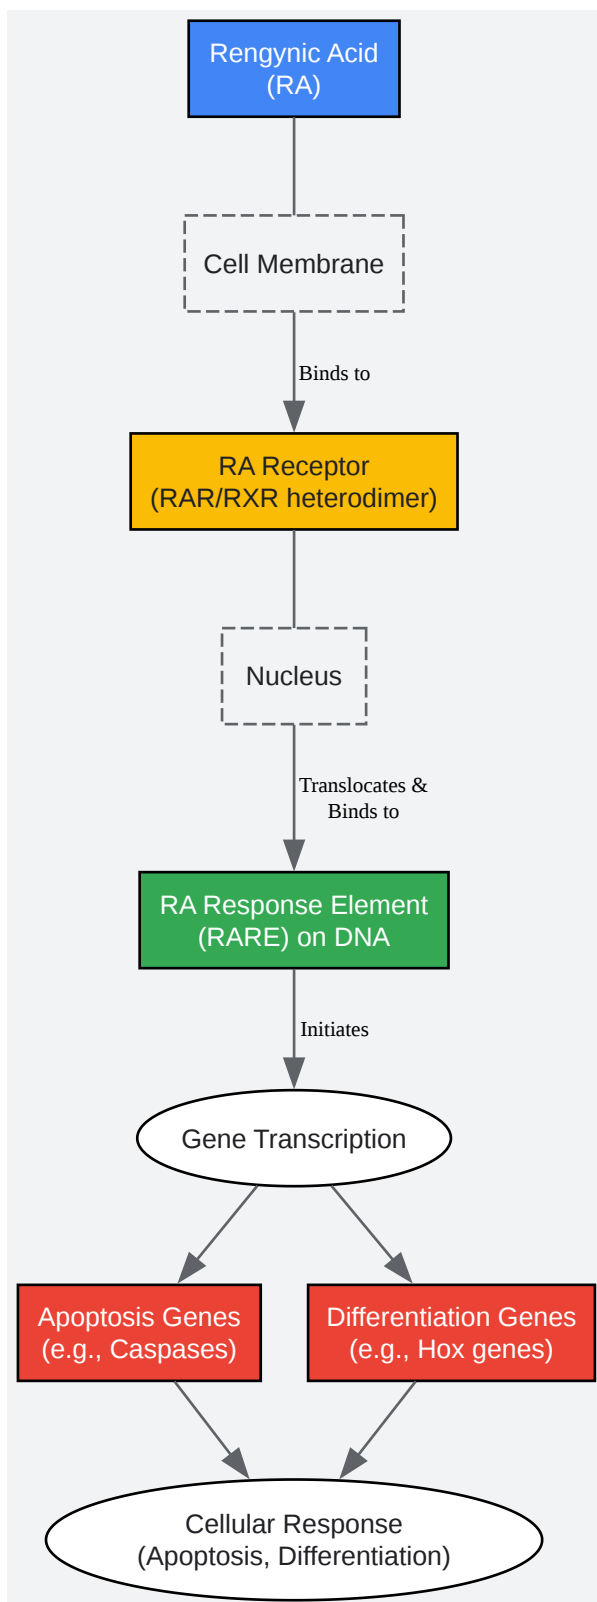 Rengynic Acid
(RA)
Cell Membrane
Binds to
RA Receptor
(RAR/RXR heterodimer)
Nucleus
Translocates &
Binds to
RA Response Element
(RARE) on DNA
Initiates
Gene Transcription
Apoptosis Genes
(e.g., Caspases)
Differentiation Genes
(e.g., Hox genes)
Cellular Response
(Apoptosis, Differentiation)